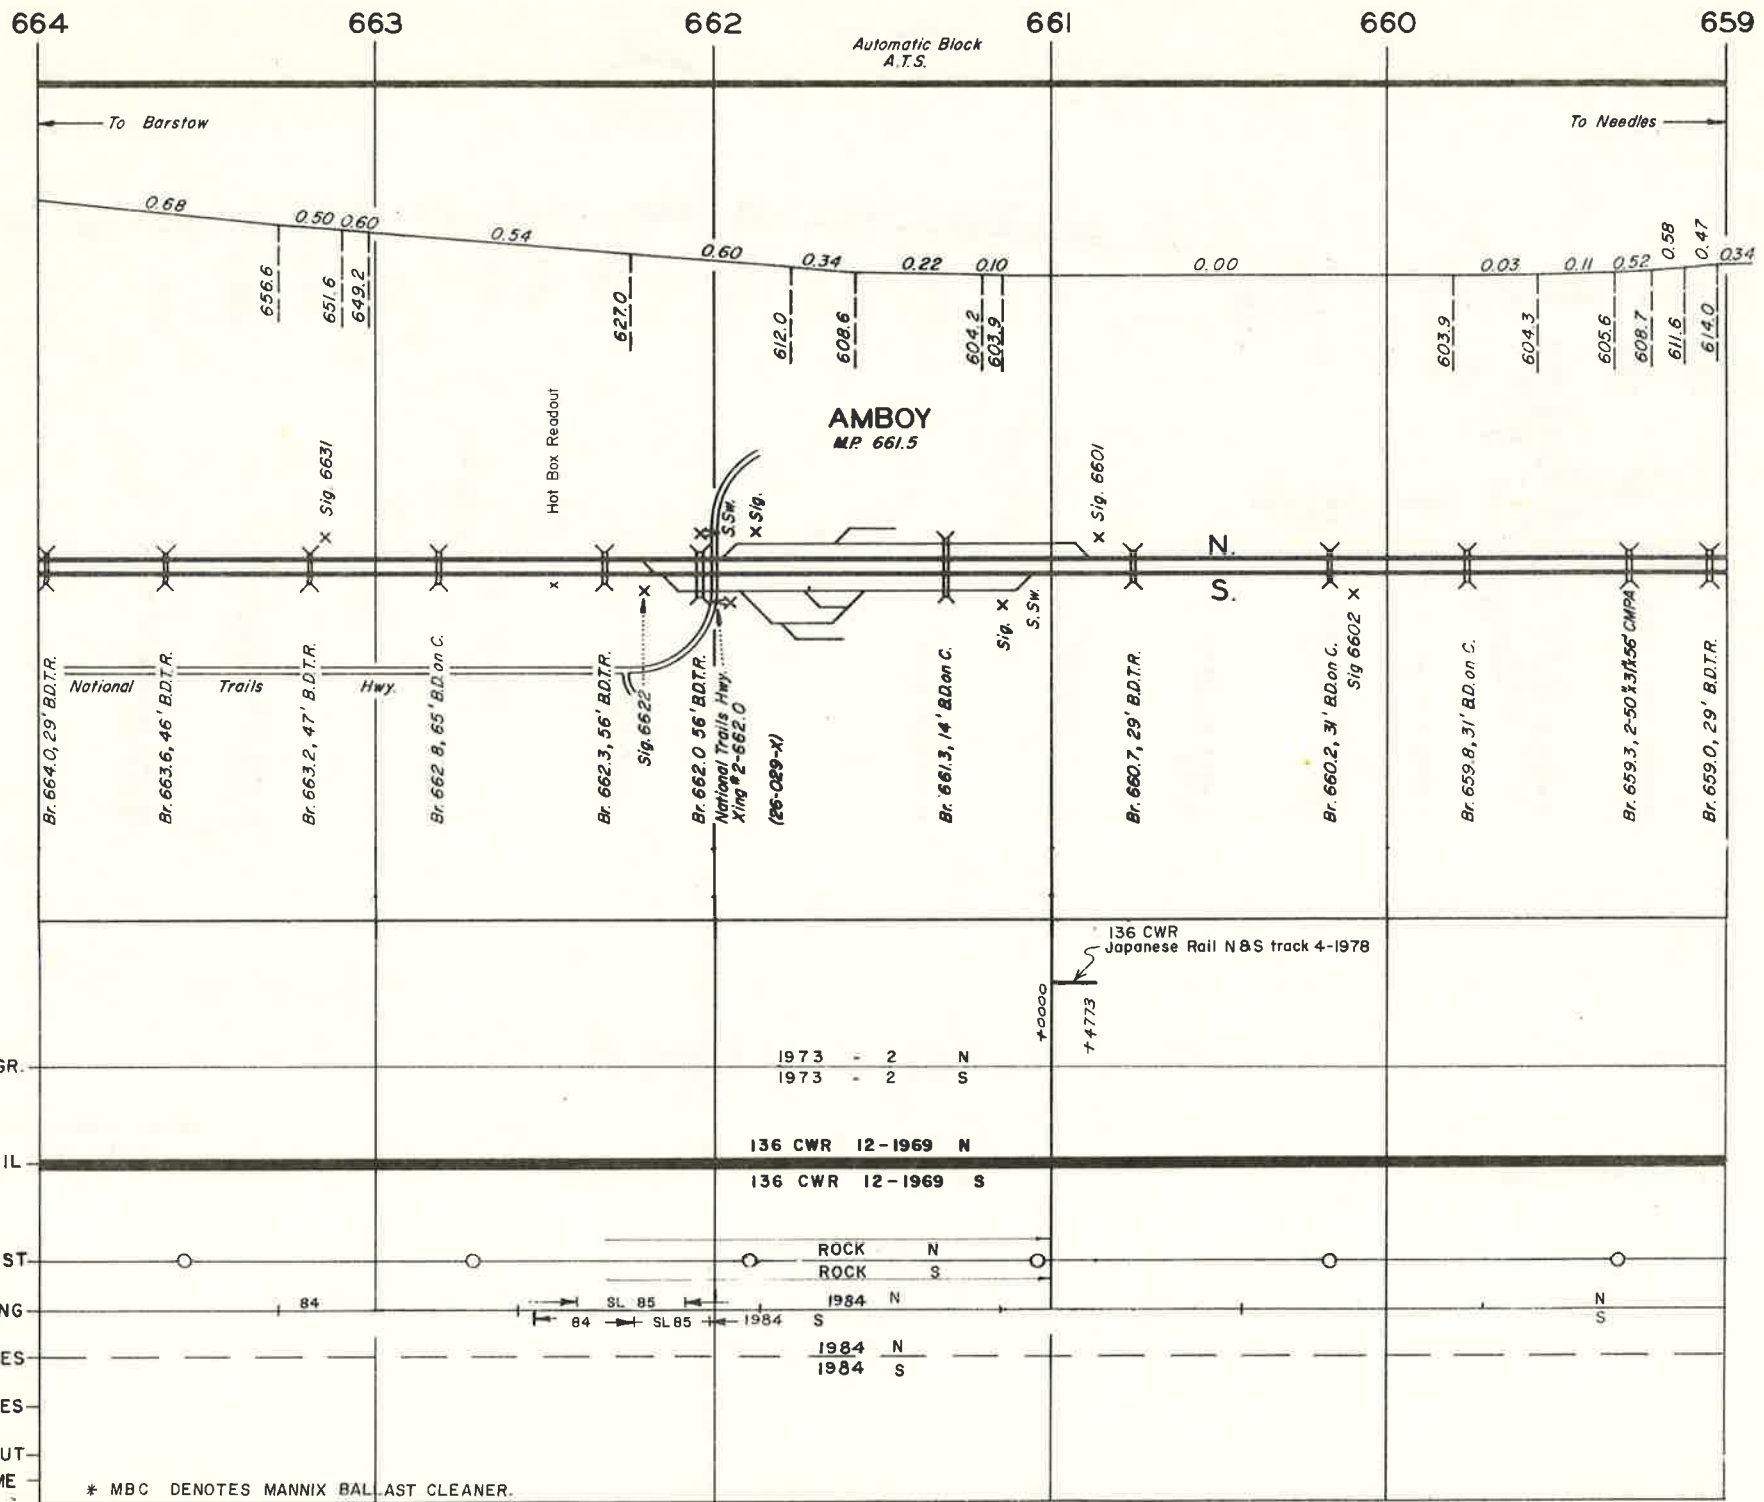 664 663 662 661 660 659
Automatic Block
A.T.S.
To Barstow
To Needles
0.68 0.50 0.60 0.54 0.60 0.34 0.22 0.10 0.00 0.03 0.11 0.52 0.58 0.47 0.34
656.6 651.6 649.2 627.0 612.0 608.6 604.2 603.9 603.9 604.3 605.6 608.7 611.6 614.0
AMBOY
M.P. 661.5
x Sig. 6631
Hot Box Readout
x
S.Sw.
x Sig.
x Sig. 6601
N.
S.
Sig. x
S.Sw.
Sig 6602 x
Sig. 6622
National Trails Hwy.
Br. 664.0, 29' B.D.T.R.
Br. 663.6, 46' B.D.T.R.
Br. 663.2, 47' B.D.T.R.
Br. 662.8, 65' B.D. on C.
Br. 662.3, 56' B.D.T.R.
Br. 662.0 56' B.D.T.R.
National Trails Hwy.
Xing #2-662.0
(26-029-X)
Br. 661.3, 14' B.D. on C.
Br. 660.7, 29' B.D.T.R.
Br. 660.2, 31' B.D. on C.
Br. 659.8, 31' B.D. on C.
Br. 659.3, 2-50"x31"x56' CMPA
Br. 659.0, 29' B.D.T.R.
136 CWR
Japanese Rail N&S track 4-1978
+0000
+4773
GR.
1973 - 2 N
1973 - 2 S
136 CWR 12-1969 N
IL
136 CWR 12-1969 S
ROCK N
ST
ROCK S
84 SL 85 1984 N N
NG
84 SL85 1984 S S
1984 N
ES
1984 S
ES
UT
ME
* MBC DENOTES MANNIX BALLAST CLEANER.